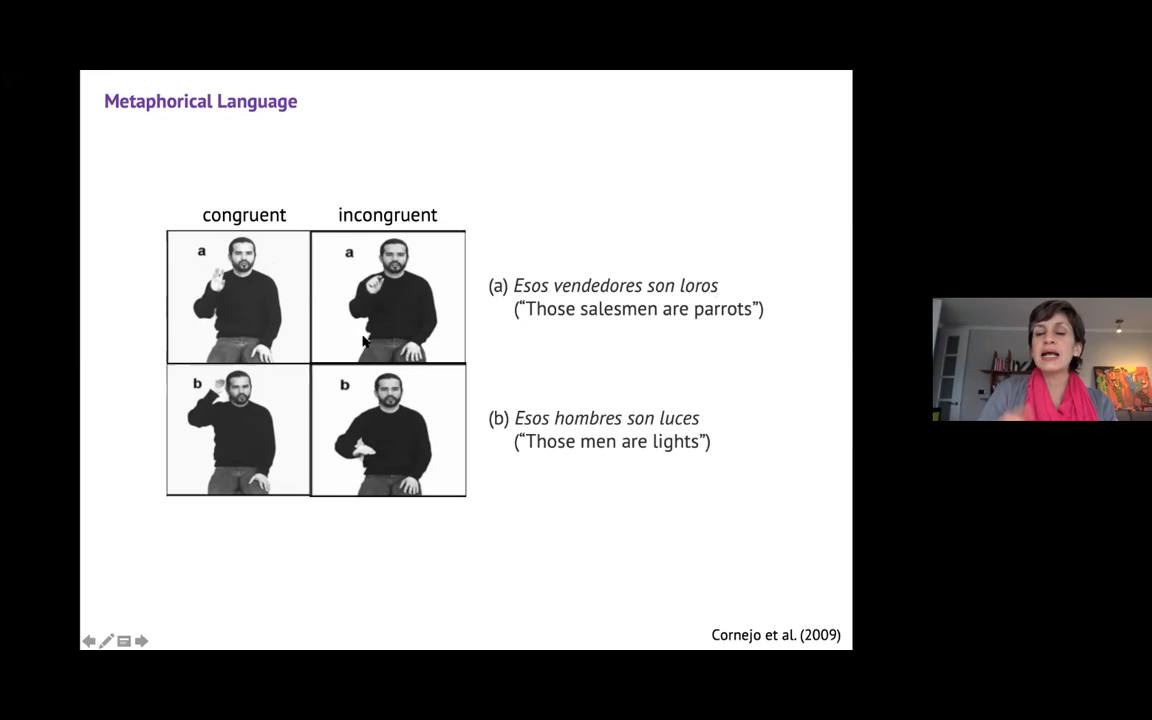 Metaphorical Language
congruent
incongruent
a
a
(a) Esos vendedores son loros
(“Those salesmen are parrots”)
b
b
(b) Esos hombres son luces
(“Those men are lights”)
Cornejo et al. (2009)